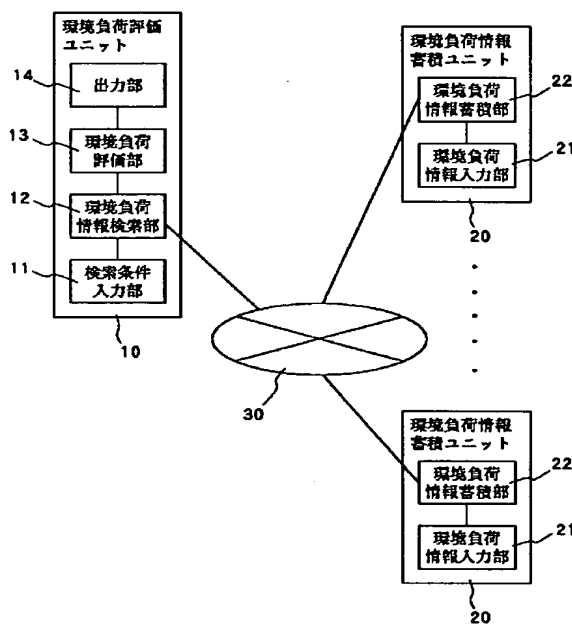 環境負荷評価
ユニット
14
出力部
13
環境負荷
評価部
12
環境負荷
情報検索部
11
検索条件
入力部
10
30
環境負荷情報
蓄積ユニット
22
環境負荷
情報蓄積部
21
環境負荷
情報入力部
20
環境負荷情報
蓄積ユニット
22
環境負荷
情報蓄積部
21
環境負荷
情報入力部
20